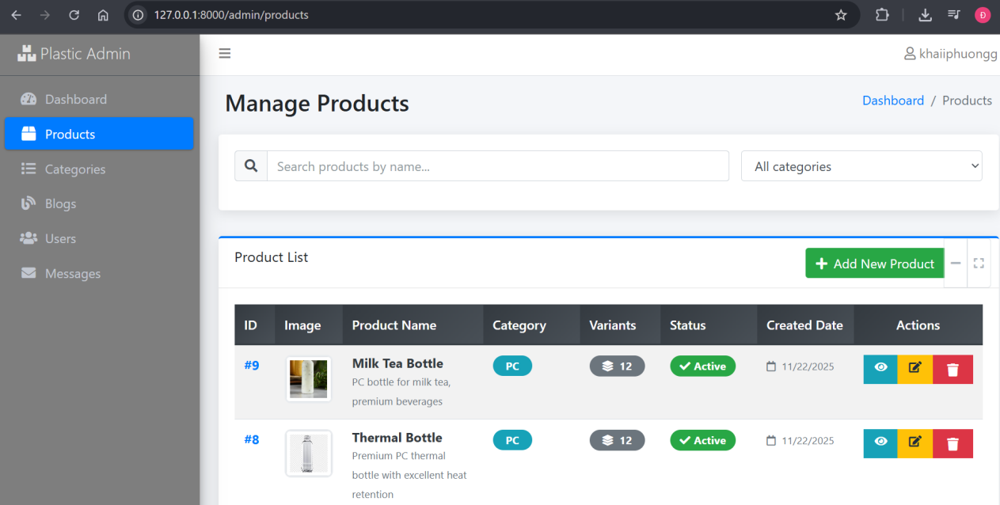 127.0.0.1:8000/admin/products
Đ
Plastic Admin
khaiiphuongg
Dashboard
Products
Categories
Blogs
Users
Messages
Manage Products
Dashboard / Products
Search products by name...
All categories
Product List
Add New Product
ID Image Product Name Category Variants Status Created Date Actions
#9 Milk Tea Bottle PC 12 Active 11/22/2025
PC bottle for milk tea,
premium beverages
#8 Thermal Bottle PC 12 Active 11/22/2025
Premium PC thermal
bottle with excellent heat
retention